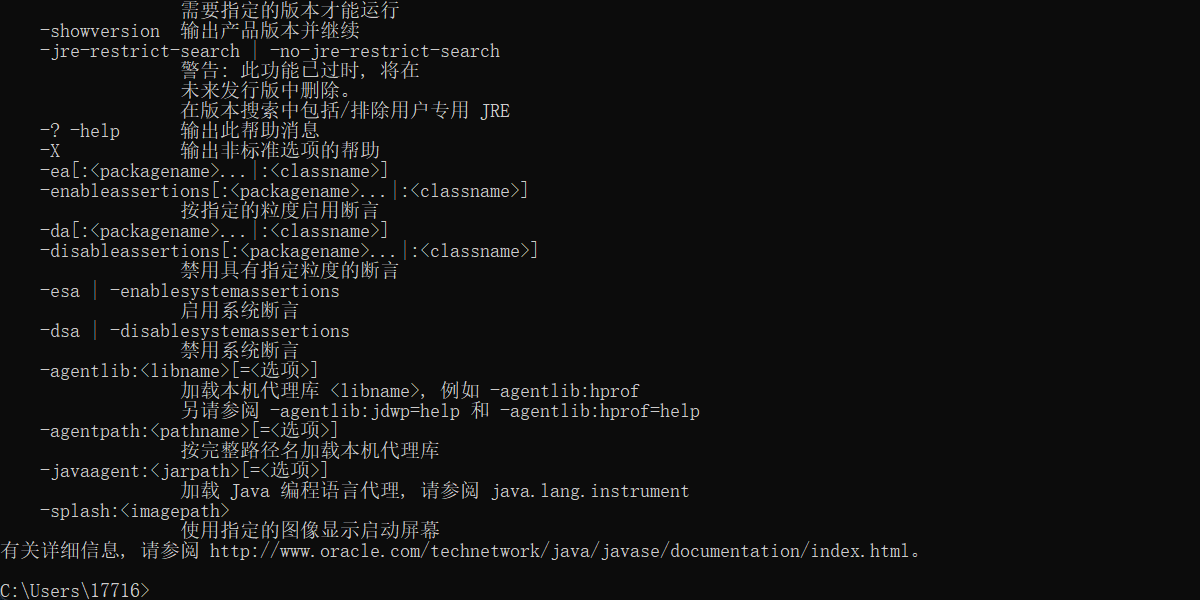 需要指定的版本才能运行
-showversion 输出产品版本并继续
-jre-restrict-search | -no-jre-restrict-search
警告: 此功能已过时, 将在
未来发行版中删除。
在版本搜索中包括/排除用户专用 JRE
-? -help 输出此帮助消息
-X 输出非标准选项的帮助
-ea[:<packagename>...|:<classname>]
-enableassertions[:<packagename>...|:<classname>]
按指定的粒度启用断言
-da[:<packagename>...|:<classname>]
-disableassertions[:<packagename>...|:<classname>]
禁用具有指定粒度的断言
-esa | -enablesystemassertions
启用系统断言
-dsa | -disablesystemassertions
禁用系统断言
-agentlib:<libname>[=<选项>]
加载本机代理库 <libname>, 例如 -agentlib:hprof
另请参阅 -agentlib:jdwp=help 和 -agentlib:hprof=help
-agentpath:<pathname>[=<选项>]
按完整路径名加载本机代理库
-javaagent:<jarpath>[=<选项>]
加载 Java 编程语言代理, 请参阅 java.lang.instrument
-splash:<imagepath>
使用指定的图像显示启动屏幕
有关详细信息, 请参阅 http://www.oracle.com/technetwork/java/javase/documentation/index.html。
C:\Users\17716>